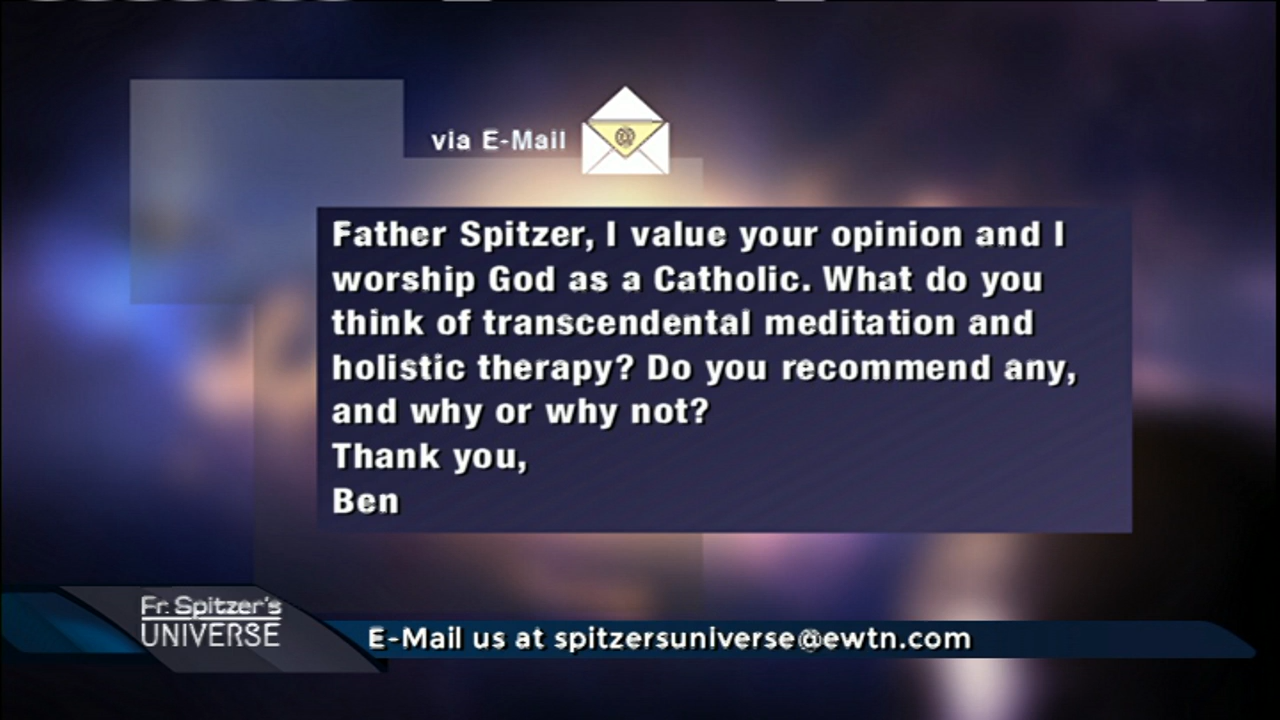 via E-Mail
@
Father Spitzer, I value your opinion and I
worship God as a Catholic. What do you
think of transcendental meditation and
holistic therapy? Do you recommend any,
and why or why not?
Thank you,
Ben
Fr. Spitzer's
UNIVERSE
E-Mail us at spitzersuniverse@ewtn.com